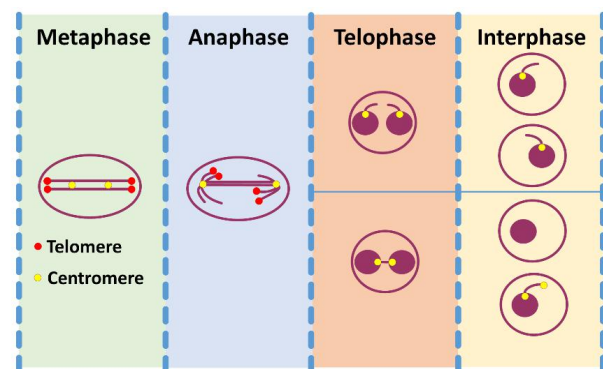 Metaphase
Anaphase
Telophase
Interphase
Telomere
Centromere